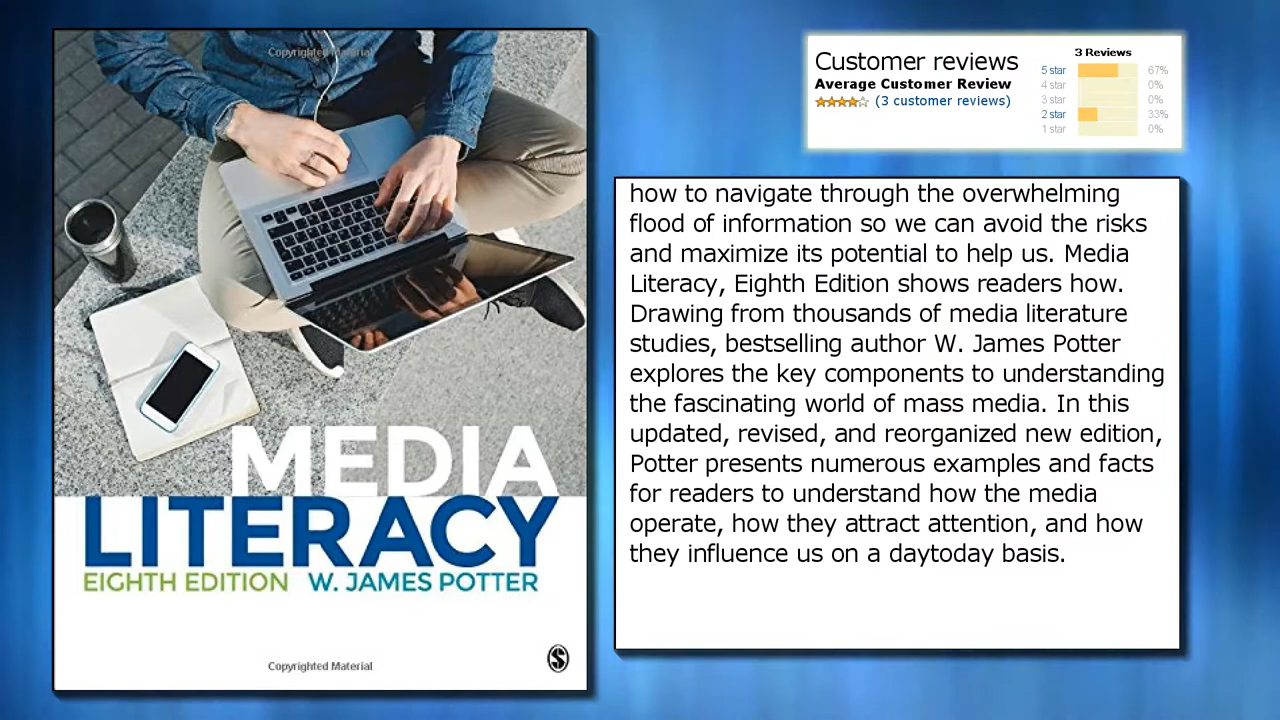 Copyrighted Material
MEDIA
LITERACY
EIGHTH EDITION W. JAMES POTTER
Copyrighted Material
S
Customer reviews
Average Customer Review
(3 customer reviews)
3 Reviews
5 star 67%
4 star 0%
3 star 0%
2 star 33%
1 star 0%
how to navigate through the overwhelming
flood of information so we can avoid the risks
and maximize its potential to help us. Media
Literacy, Eighth Edition shows readers how.
Drawing from thousands of media literature
studies, bestselling author W. James Potter
explores the key components to understanding
the fascinating world of mass media. In this
updated, revised, and reorganized new edition,
Potter presents numerous examples and facts
for readers to understand how the media
operate, how they attract attention, and how
they influence us on a daytoday basis.